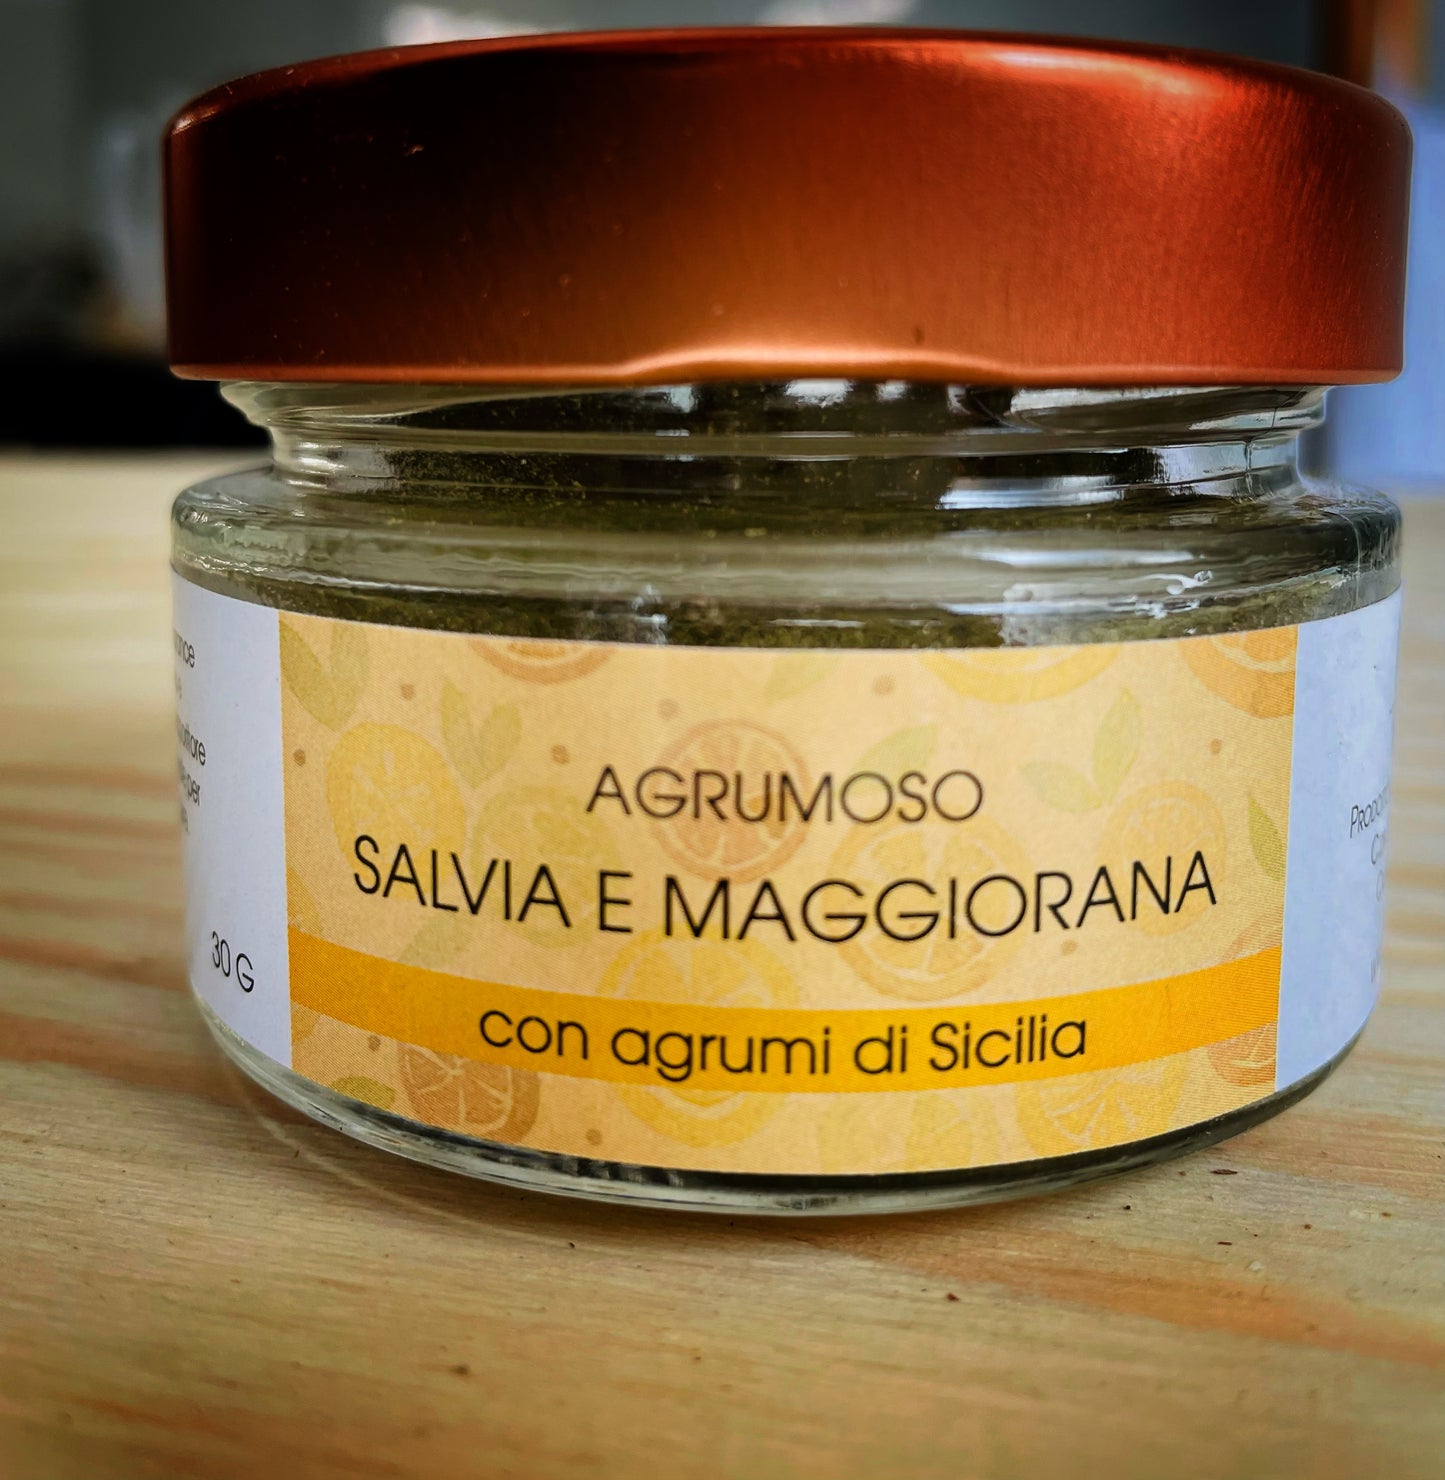 AGRUMOSO
SALVIA E MAGGIORANA
con agrumi di Sicilia
30 G